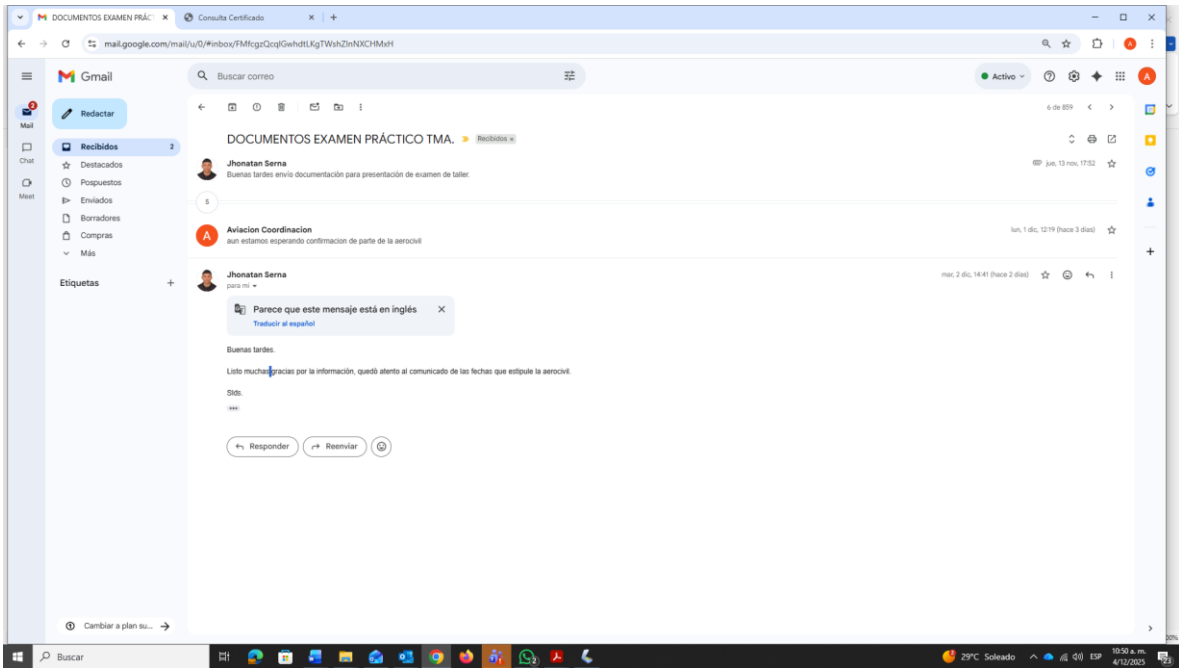 DOCUMENTOS EXAMEN PRÁCT
Consulta Certificado
mail.google.com/mail/u/0/#inbox/FMfcgzQcqlGwhdtLKgTWshZlnNXCHMxH
A
Gmail
Buscar correo
Activo
A
2
Mail
Chat
Meet
Redactar
6 de 859
Recibidos 2
Destacados
Pospuestos
Enviados
Borradores
Compras
Más
Etiquetas
DOCUMENTOS EXAMEN PRÁCTICO TMA.
Recibidos x
Jhonatan Serna
jue, 13 nov, 17:52
Buenas tardes envío documentación para presentación de examen de taller.
5
A
Aviacion Coordinacion
lun, 1 dic, 12:19 (hace 3 días)
aun estamos esperando confirmacion de parte de la aerocivil
Jhonatan Serna
mar, 2 dic, 14:41 (hace 2 días)
para mí
Parece que este mensaje está en inglés
Traducir al español
Buenas tardes.
Listo muchas gracias por la información, quedò atento al comunicado de las fechas que estipule la aerocivil.
Slds.
Responder
Reenviar
Cambiar a plan su...
Buscar
29°C Soleado
ESP
10:50 a. m.
4/12/2025